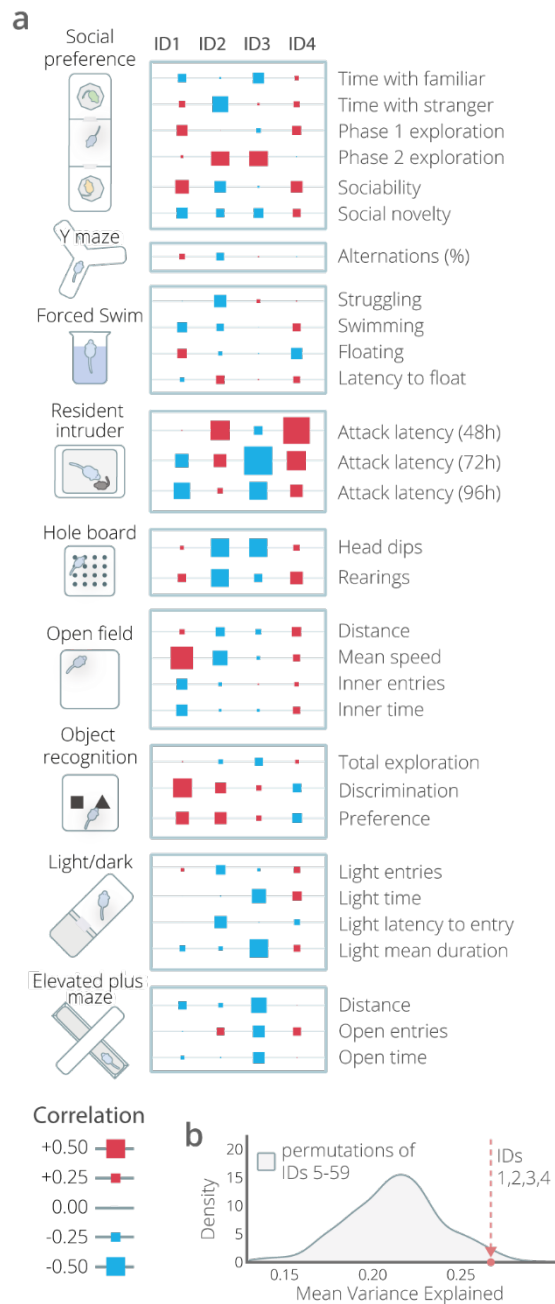 a
Social
preference
ID1 ID2 ID3 ID4
Time with familiar
Time with stranger
Phase 1 exploration
Phase 2 exploration
Sociability
Social novelty
Y maze
Alternations (%)
Forced Swim
Struggling
Swimming
Floating
Latency to float
Resident
intruder
Attack latency (48h)
Attack latency (72h)
Attack latency (96h)
Hole board
Head dips
Rearings
Open field
Distance
Mean speed
Inner entries
Inner time
Object
recognition
Total exploration
Discrimination
Preference
Light/dark
Light entries
Light time
Light latency to entry
Light mean duration
Elevated plus
maze
Distance
Open entries
Open time
Correlation
+0.50
+0.25
0.00
-0.25
-0.50
b
permutations of
IDs 5-59
IDs
1,2,3,4
Density
20
15
10
5
0
0.15 0.20 0.25
Mean Variance Explained